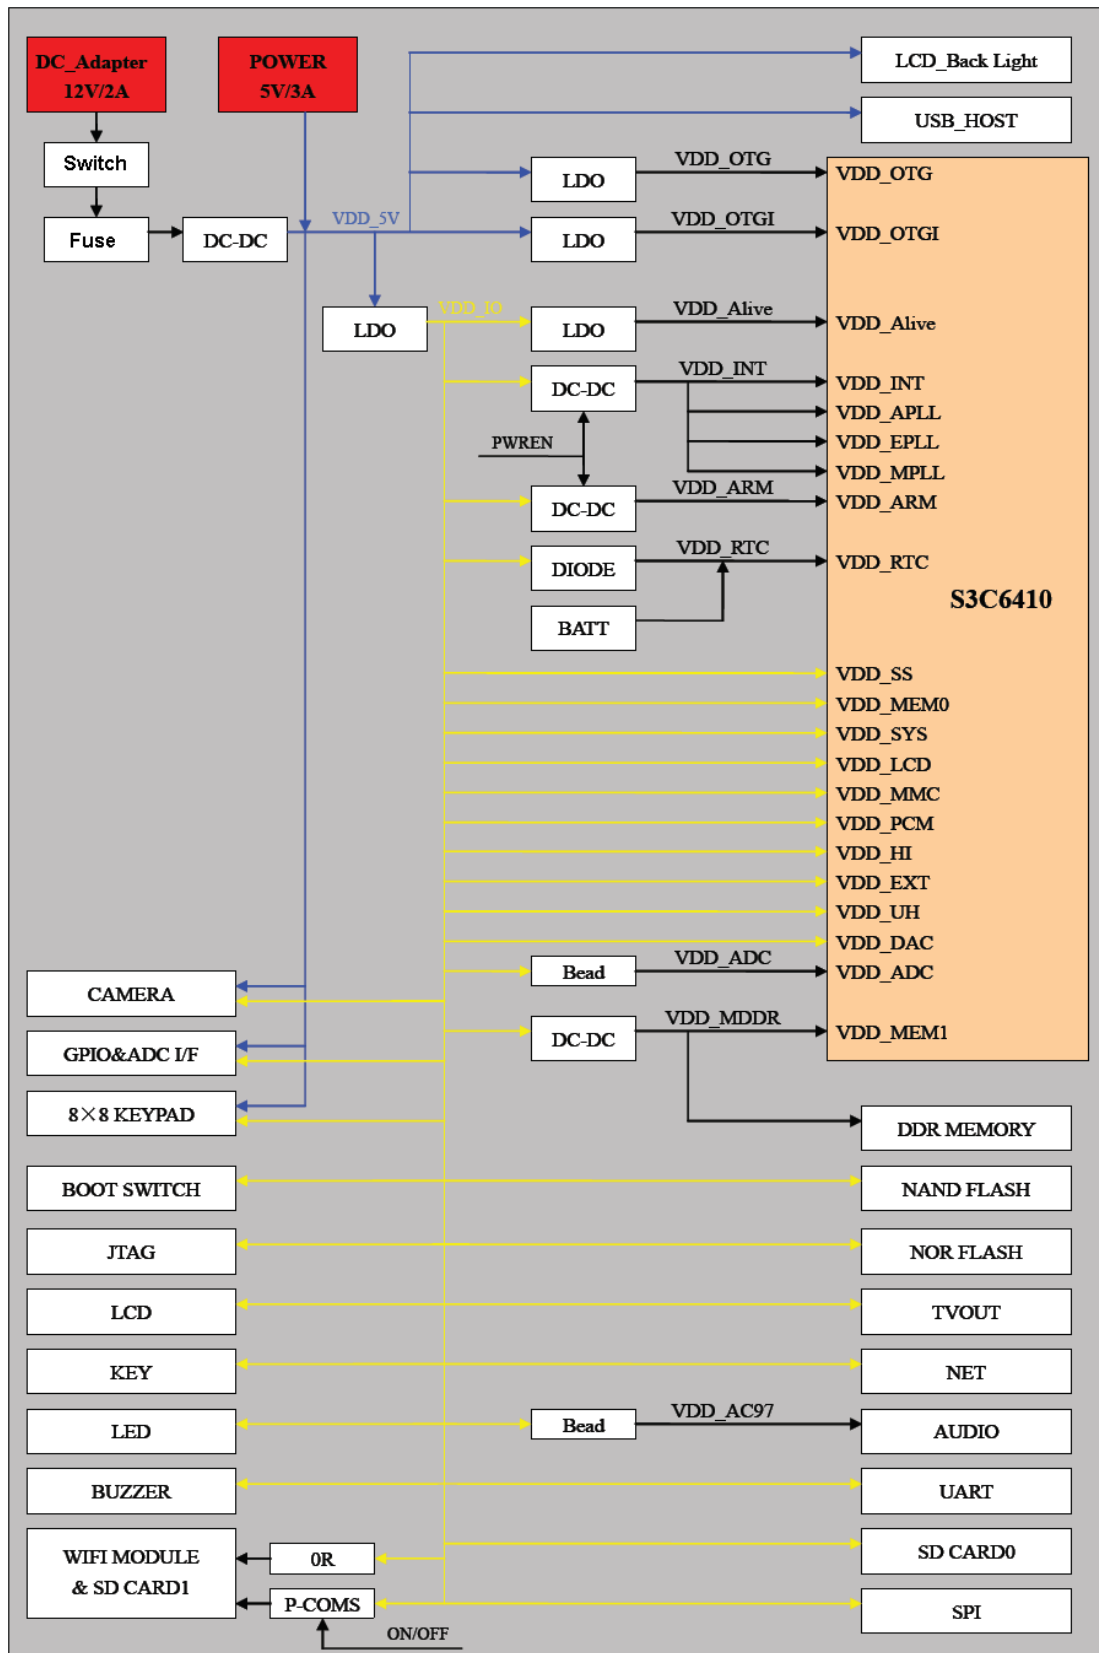 DC_Adapter
12V/2A
POWER
5V/3A
LCD_Back Light
USB_HOST
Switch
Fuse
DC-DC
VDD_5V
LDO
VDD_OTG
VDD_OTG
LDO
VDD_OTGI
VDD_OTGI
LDO
VDD_IO
LDO
VDD_Alive
VDD_Alive
DC-DC
VDD_INT
VDD_INT
VDD_APLL
VDD_EPLL
VDD_MPLL
PWREN
DC-DC
VDD_ARM
VDD_ARM
DIODE
VDD_RTC
VDD_RTC
BATT
S3C6410
VDD_SS
VDD_MEM0
VDD_SYS
VDD_LCD
VDD_MMC
VDD_PCM
VDD_HI
VDD_EXT
VDD_UH
VDD_DAC
Bead
VDD_ADC
VDD_ADC
DC-DC
VDD_MDDR
VDD_MEM1
CAMERA
GPIO&ADC I/F
8×8 KEYPAD
DDR MEMORY
BOOT SWITCH
NAND FLASH
JTAG
NOR FLASH
LCD
TVOUT
KEY
NET
LED
Bead
VDD_AC97
AUDIO
BUZZER
UART
WIFI MODULE
& SD CARD1
0R
SD CARD0
P-COMS
SPI
ON/OFF